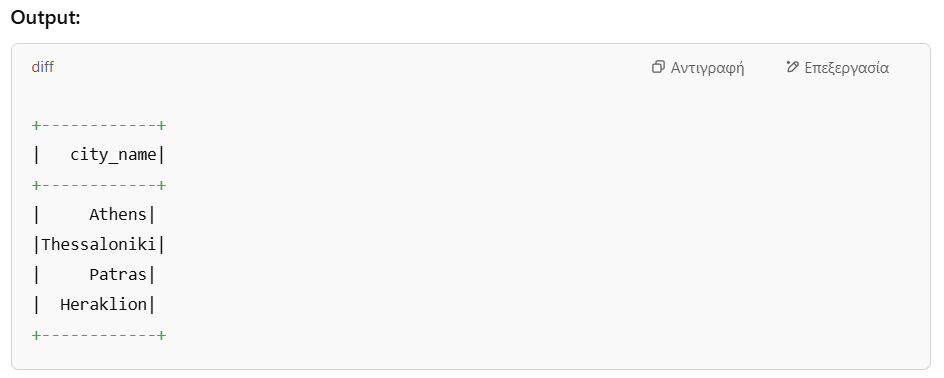 Output:
diff Αντιγραφή Επεξεργασία
+------------+
|   city_name|
+------------+
|     Athens|
|Thessaloniki|
|     Patras|
|  Heraklion|
+------------+